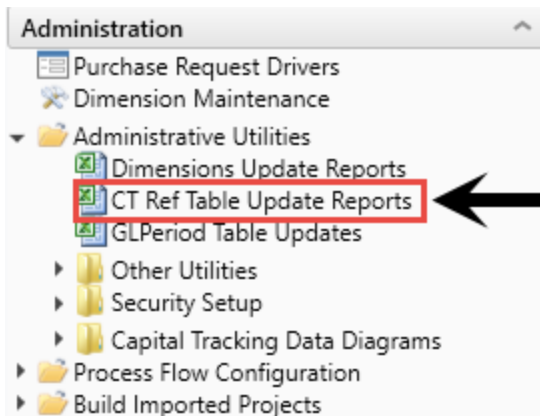 Administration
Purchase Request Drivers
Dimension Maintenance
Administrative Utilities
Dimensions Update Reports
CT Ref Table Update Reports
GLPeriod Table Updates
Other Utilities
Security Setup
Capital Tracking Data Diagrams
Process Flow Configuration
Build Imported Projects